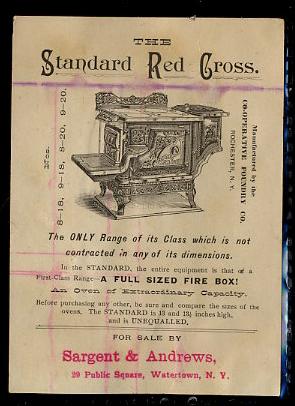 THE
Standard Red Cross.
Nos. 8-18, 9-18, 8-20, 9-20.
Manufactured by the
CO-OPERATIVE FOUNDRY CO.
ROCHESTER, N. Y.
The ONLY Range of its Class which is not
contracted in any of its dimensions.
In the STANDARD, the entire equipment is that of a
First-Class Range—A FULL SIZED FIRE BOX!
An Oven of Extraordinary Capacity.
Before purchasing any other, be sure and compare the sizes of the
ovens. The STANDARD is 13 and 13½ inches high,
and is UNEQUALLED.
FOR SALE BY
Sargent & Andrews,
29 Public Square, Watertown, N. Y.